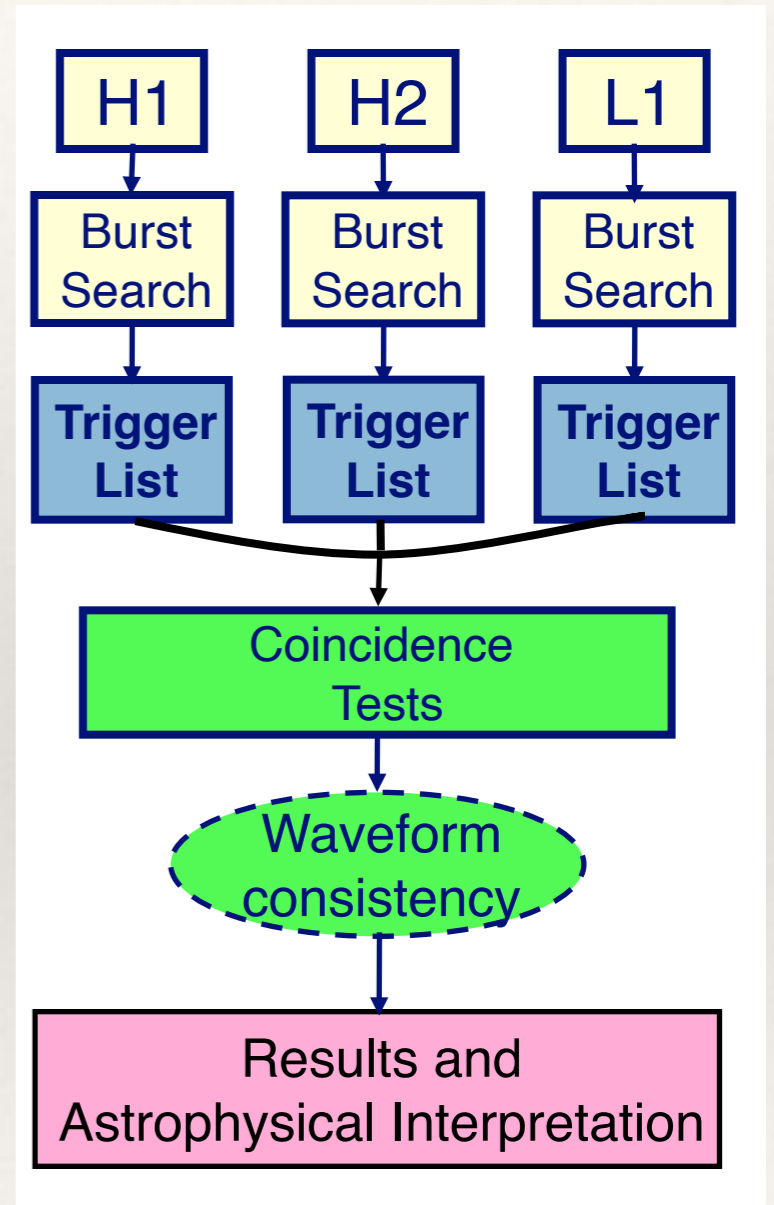 H1
H2
L1
Burst
Search
Burst
Search
Burst
Search
Trigger
List
Trigger
List
Trigger
List
Coincidence
Tests
Waveform
consistency
Results and
Astrophysical Interpretation